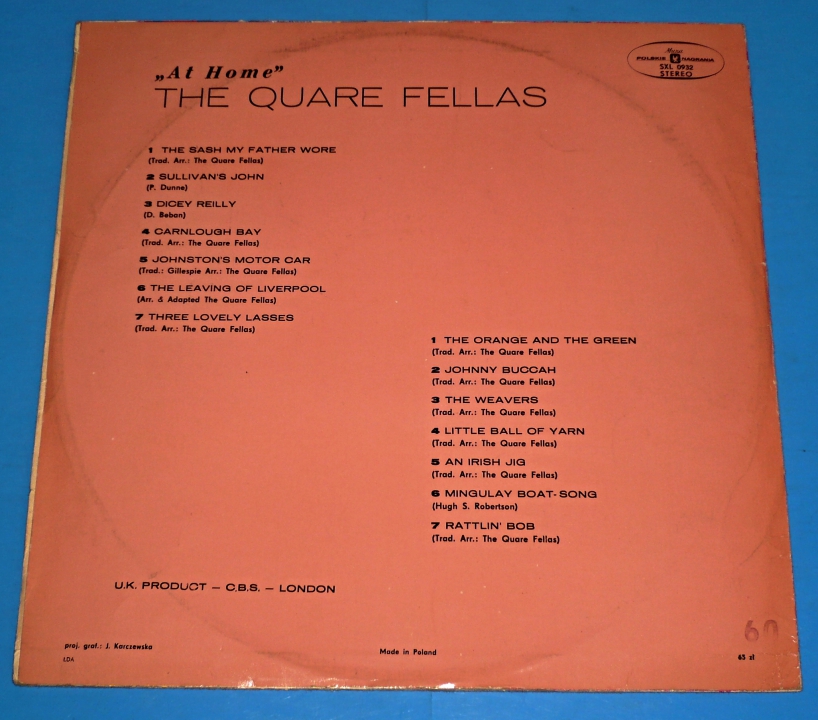 „At Home”
THE QUARE FELLAS
Muza
POLSKIE NAGRANIA
SXL 0932
STEREO
1 THE SASH MY FATHER WORE
(Trad. Arr.: The Quare Fellas)
2 SULLIVAN'S JOHN
(P. Dunne)
3 DICEY REILLY
(D. Beban)
4 CARNLOUGH BAY
(Trad. Arr.: The Quare Fellas)
5 JOHNSTON'S MOTOR CAR
(Trad.: Gillespie Arr.: The Quare Fellas)
6 THE LEAVING OF LIVERPOOL
(Arr. & Adapted The Quare Fellas)
7 THREE LOVELY LASSES
(Trad. Arr.: The Quare Fellas)
1 THE ORANGE AND THE GREEN
(Trad. Arr.: The Quare Fellas)
2 JOHNNY BUCCAH
(Trad. Arr.: The Quare Fellas)
3 THE WEAVERS
(Trad. Arr.: The Quare Fellas)
4 LITTLE BALL OF YARN
(Trad. Arr.: The Quare Fellas)
5 AN IRISH JIG
(Trad. Arr.: The Quare Fellas)
6 MINGULAY BOAT-SONG
(Hugh S. Robertson)
7 RATTLIN' BOB
(Trad. Arr.: The Quare Fellas)
U.K. PRODUCT – C.B.S. – LONDON
60
proj. graf.: J. Karczewska
LDA
Made in Poland
65 zł